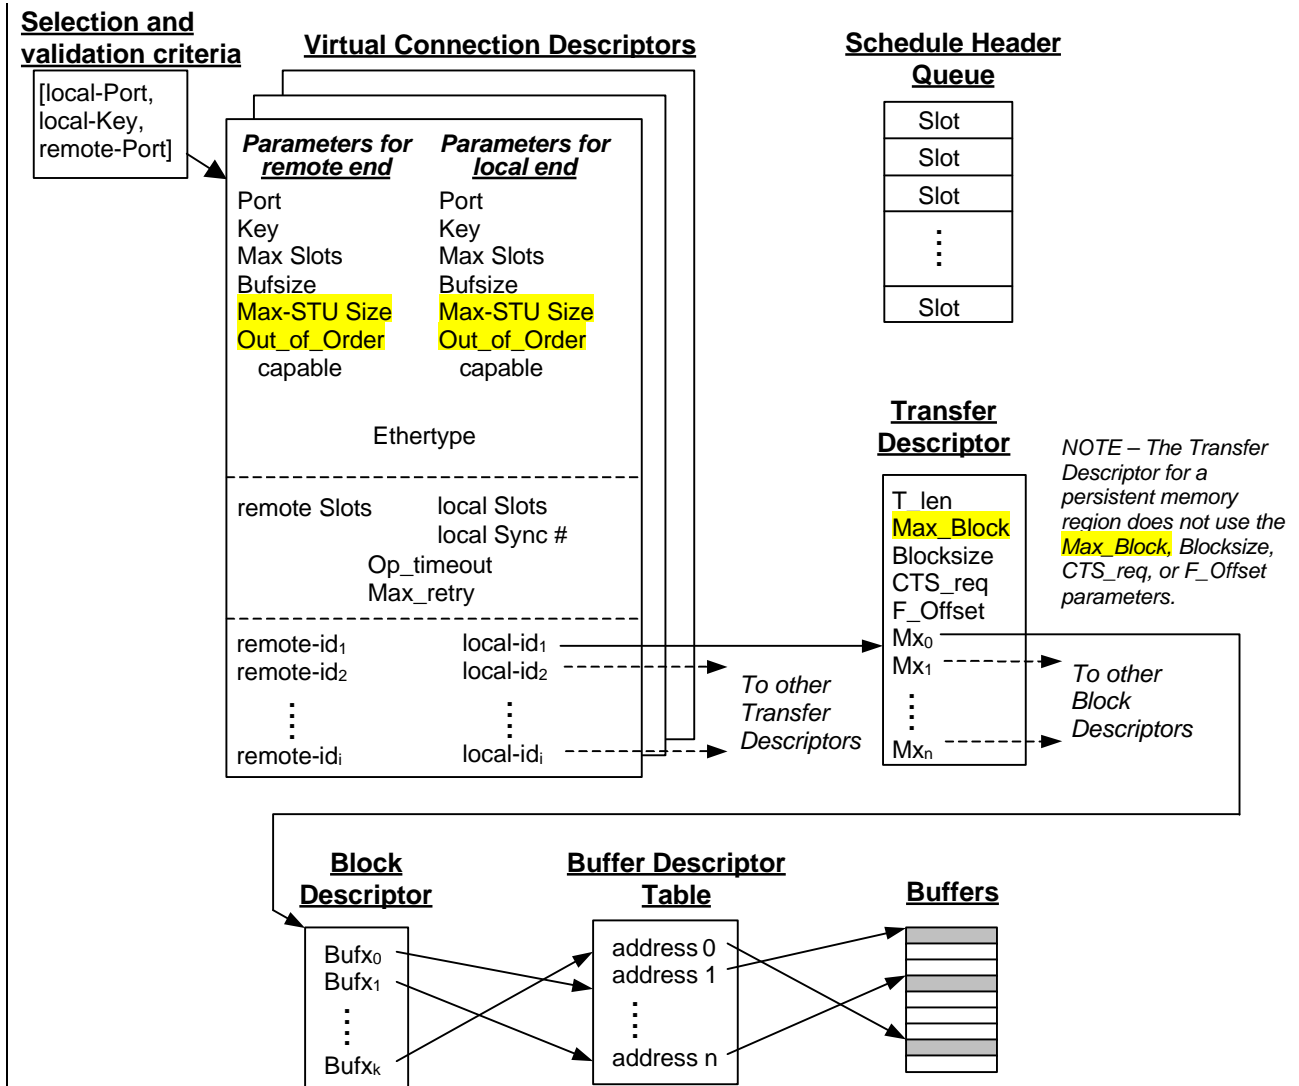 Selection and
validation criteria
[local-Port,
local-Key,
remote-Port]
Virtual Connection Descriptors
Parameters for
remote end
Parameters for
local end
Port
Key
Max Slots
Bufsize
Max-STU Size
Out_of_Order
capable
Port
Key
Max Slots
Bufsize
Max-STU Size
Out_of_Order
capable
Ethertype
remote Slots
local Slots
local Sync #
Op_timeout
Max_retry
remote-id1
remote-id2
remote-idi
local-id1
local-id2
local-idi
To other
Transfer
Descriptors
Schedule Header
Queue
Slot
Slot
Slot
Slot
Transfer
Descriptor
T_len
Max_Block
Blocksize
CTS_req
F_Offset
Mx0
Mx1
Mxn
NOTE – The Transfer
Descriptor for a
persistent memory
region does not use the
Max_Block, Blocksize,
CTS_req, or F_Offset
parameters.
To other
Block
Descriptors
Block
Descriptor
Bufx0
Bufx1
Bufxk
Buffer Descriptor
Table
address 0
address 1
address n
Buffers